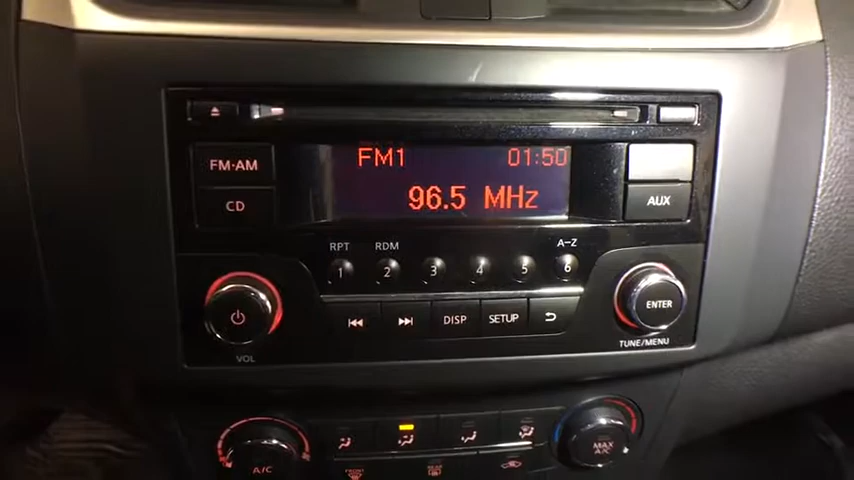 FM1 01:50
FM·AM
96.5 MHz
CD
AUX
RPT RDM A-Z
1 2 3 4 5 6
ENTER
DISP SETUP
TUNE/MENU
VOL
MAX A/C
A/C
FRONT